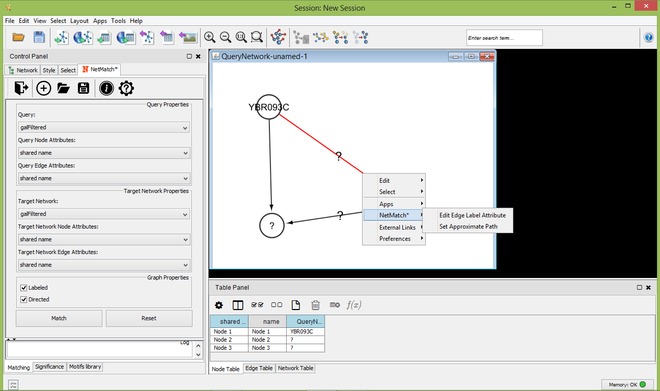 Session: New Session
File Edit View Select Layout Apps Tools Help
Enter search term...
Control Panel
Network Style Select NetMatch*
Query Properties
Query:
galFiltered
Query Node Attributes:
shared name
Query Edge Attributes:
shared name
Target Network Properties
Target Network:
galFiltered
Target Network Node Attributes:
shared name
Target Network Edge Attributes:
shared name
Graph Properties
Labeled
Directed
Match Reset
Log
Matching Significance Motifs library
QueryNetwork-unamed-1
YBR093C
?
?
?
Edit
Select
Apps
NetMatch*
External Links
Preferences
Edit Edge Label Attribute
Set Approximate Path
Table Panel
f(x)
shared ... name QueryN...
Node 1 Node 1 YBR093C
Node 2 Node 2 ?
Node 3 Node 3 ?
Node Table Edge Table Network Table
Memory: OK